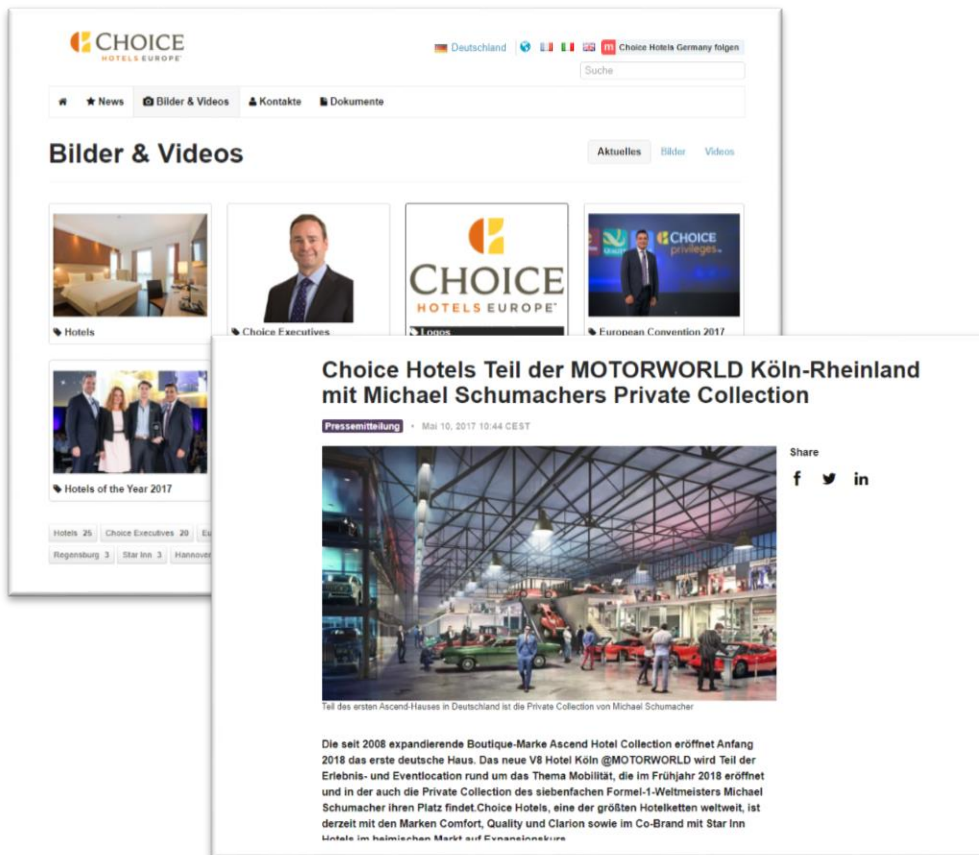 CHOICE
HOTELS EUROPE
Deutschland
Choice Hotels Germany folgen
Suche
News
Bilder & Videos
Kontakte
Dokumente
Bilder & Videos
Aktuelles
Bilder
Videos
CHOICE
HOTELS EUROPE
CHOICE
privileges
Hotels
Choice Executives
Logos
European Convention 2017
Hotels of the Year 2017
Hotels 25
Choice Executives 20
Regensburg 3
Star Inn 3
Hannover
Choice Hotels Teil der MOTORWORLD Köln-Rheinland
mit Michael Schumachers Private Collection
Pressemitteilung • Mai 10, 2017 10:44 CEST
Share
Teil des ersten Ascend-Hauses in Deutschland ist die Private Collection von Michael Schumacher
Die seit 2008 expandierende Boutique-Marke Ascend Hotel Collection eröffnet Anfang
2018 das erste deutsche Haus. Das neue V8 Hotel Köln @MOTORWORLD wird Teil der
Erlebnis- und Eventlocation rund um das Thema Mobilität, die im Frühjahr 2018 eröffnet
und in der auch die Private Collection des siebenfachen Formel-1-Weltmeisters Michael
Schumacher ihren Platz findet.Choice Hotels, eine der größten Hotelketten weltweit, ist
derzeit mit den Marken Comfort, Quality und Clarion sowie im Co-Brand mit Star Inn
Hotels im heimischen Markt auf Expansionskurs